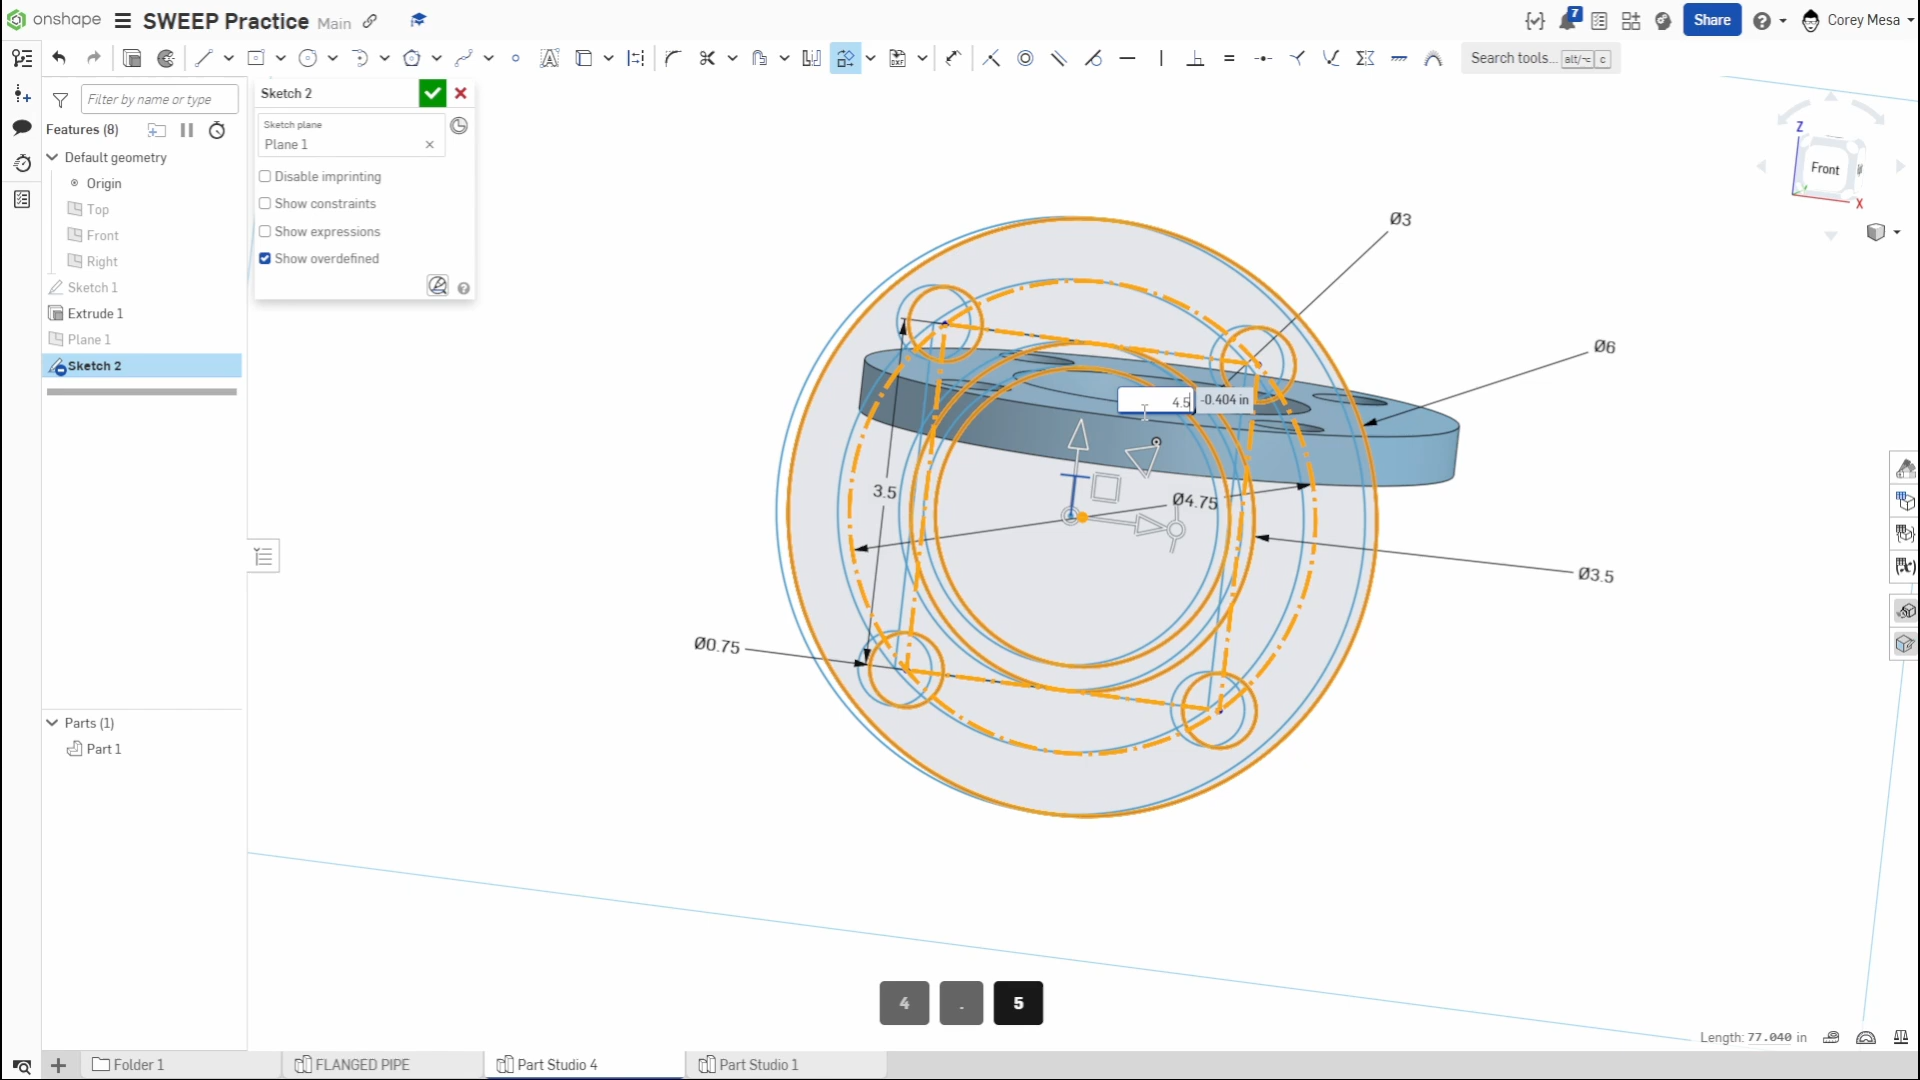 onshape SWEEP Practice Main
7 Share Corey Mesa
Search tools... alt/⌥ c
Filter by name or type
Features (8)
Default geometry
Origin
Top
Front
Right
Sketch 1
Extrude 1
Plane 1
Sketch 2
Parts (1)
Part 1
Sketch 2
Sketch plane
Plane 1
Disable imprinting
Show constraints
Show expressions
Show overdefined
Z
Front
X
Ø3
Ø6
4.5 -0.404 in
3.5
Ø4.75
Ø3.5
Ø0.75
4 . 5
Length: 77.040 in
Folder 1 FLANGED PIPE Part Studio 4 Part Studio 1